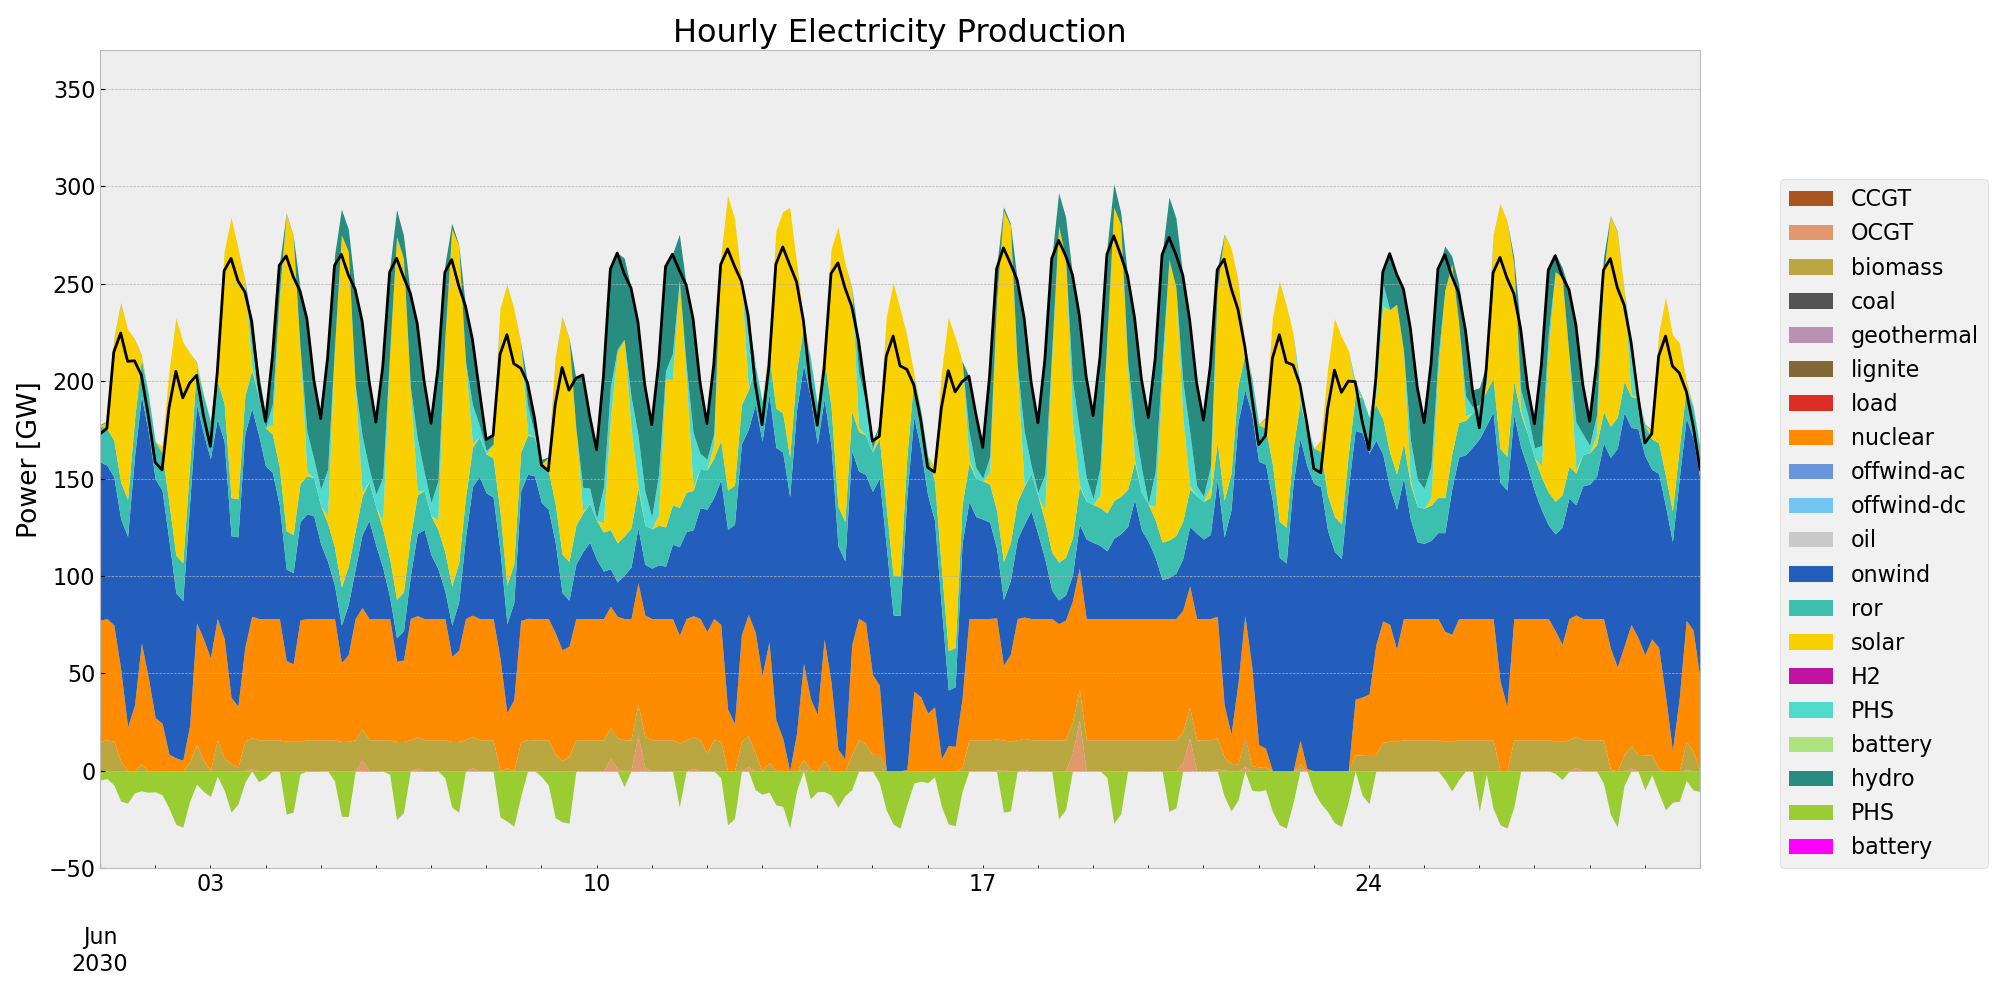 Hourly Electricity Production
Power [GW]
350
300
250
200
150
100
50
0
−50
03
10
17
24
Jun
2030
CCGT
OCGT
biomass
coal
geothermal
lignite
load
nuclear
offwind-ac
offwind-dc
oil
onwind
ror
solar
H2
PHS
battery
hydro
PHS
battery